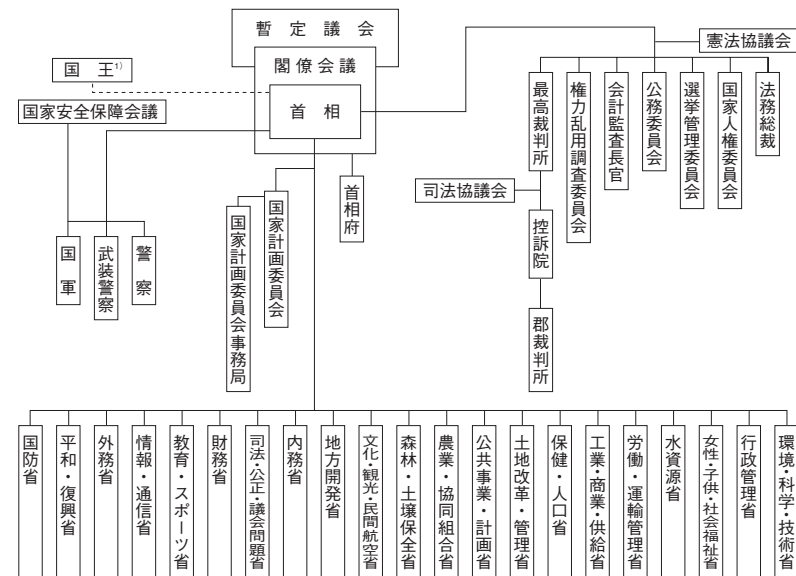 暫定議会
閣僚会議
首相
国王1)
国家安全保障会議
国軍
武装警察
警察
国家計画委員会事務局
国家計画委員会
首相府
憲法協議会
最高裁判所
権力乱用調査委員会
会計監査長官
公務委員会
選挙管理委員会
国家人権委員会
法務総裁
司法協議会
控訴院
郡裁判所
国防省
平和・復興省
外務省
情報・通信省
教育・スポーツ省
財務省
司法・公正・議会問題省
内務省
地方開発省
文化・観光・民間航空省
森林・土壌保全省
農業・協同組合省
公共事業・計画省
土地改革・管理省
保健・人口省
工業・商業・供給省
労働・運輸管理省
水資源省
女性・子供・社会福祉省
行政管理省
環境・科学・技術省